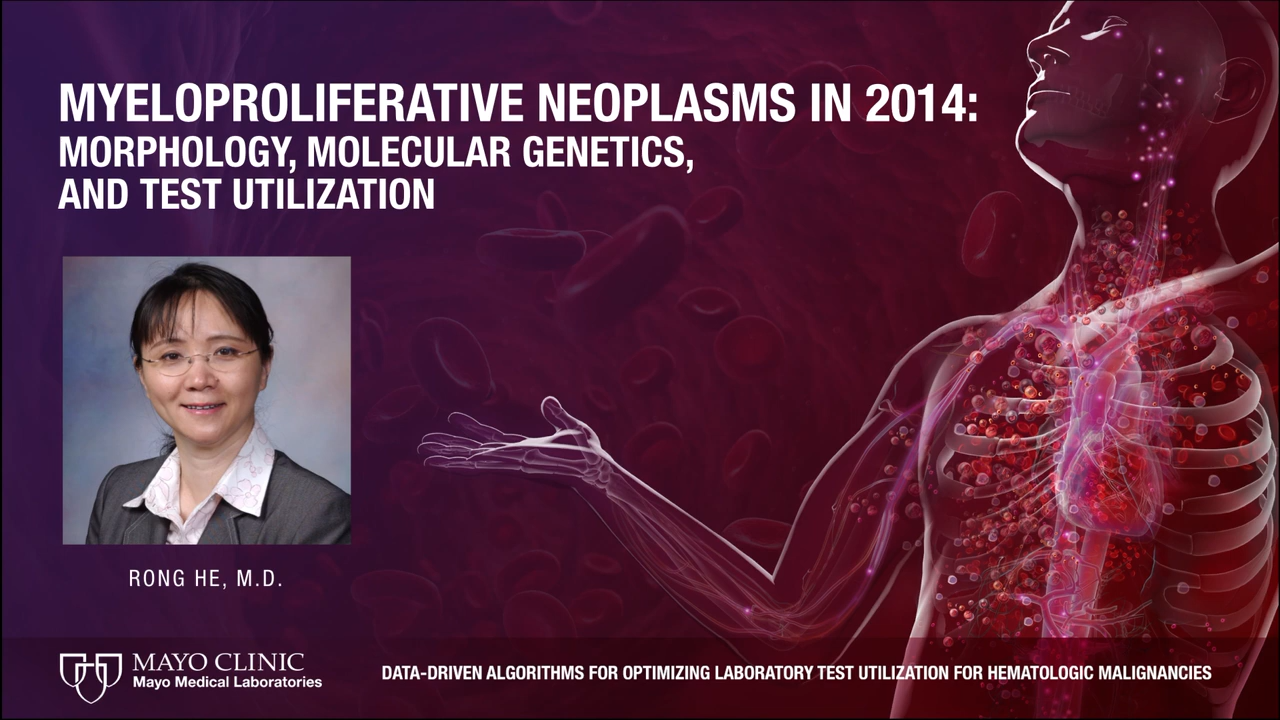 MYELOPROLIFERATIVE NEOPLASMS IN 2014:
MORPHOLOGY, MOLECULAR GENETICS,
AND TEST UTILIZATION
RONG HE, M.D.
MAYO CLINIC
Mayo Medical Laboratories
DATA-DRIVEN ALGORITHMS FOR OPTIMIZING LABORATORY TEST UTILIZATION FOR HEMATOLOGIC MALIGNANCIES